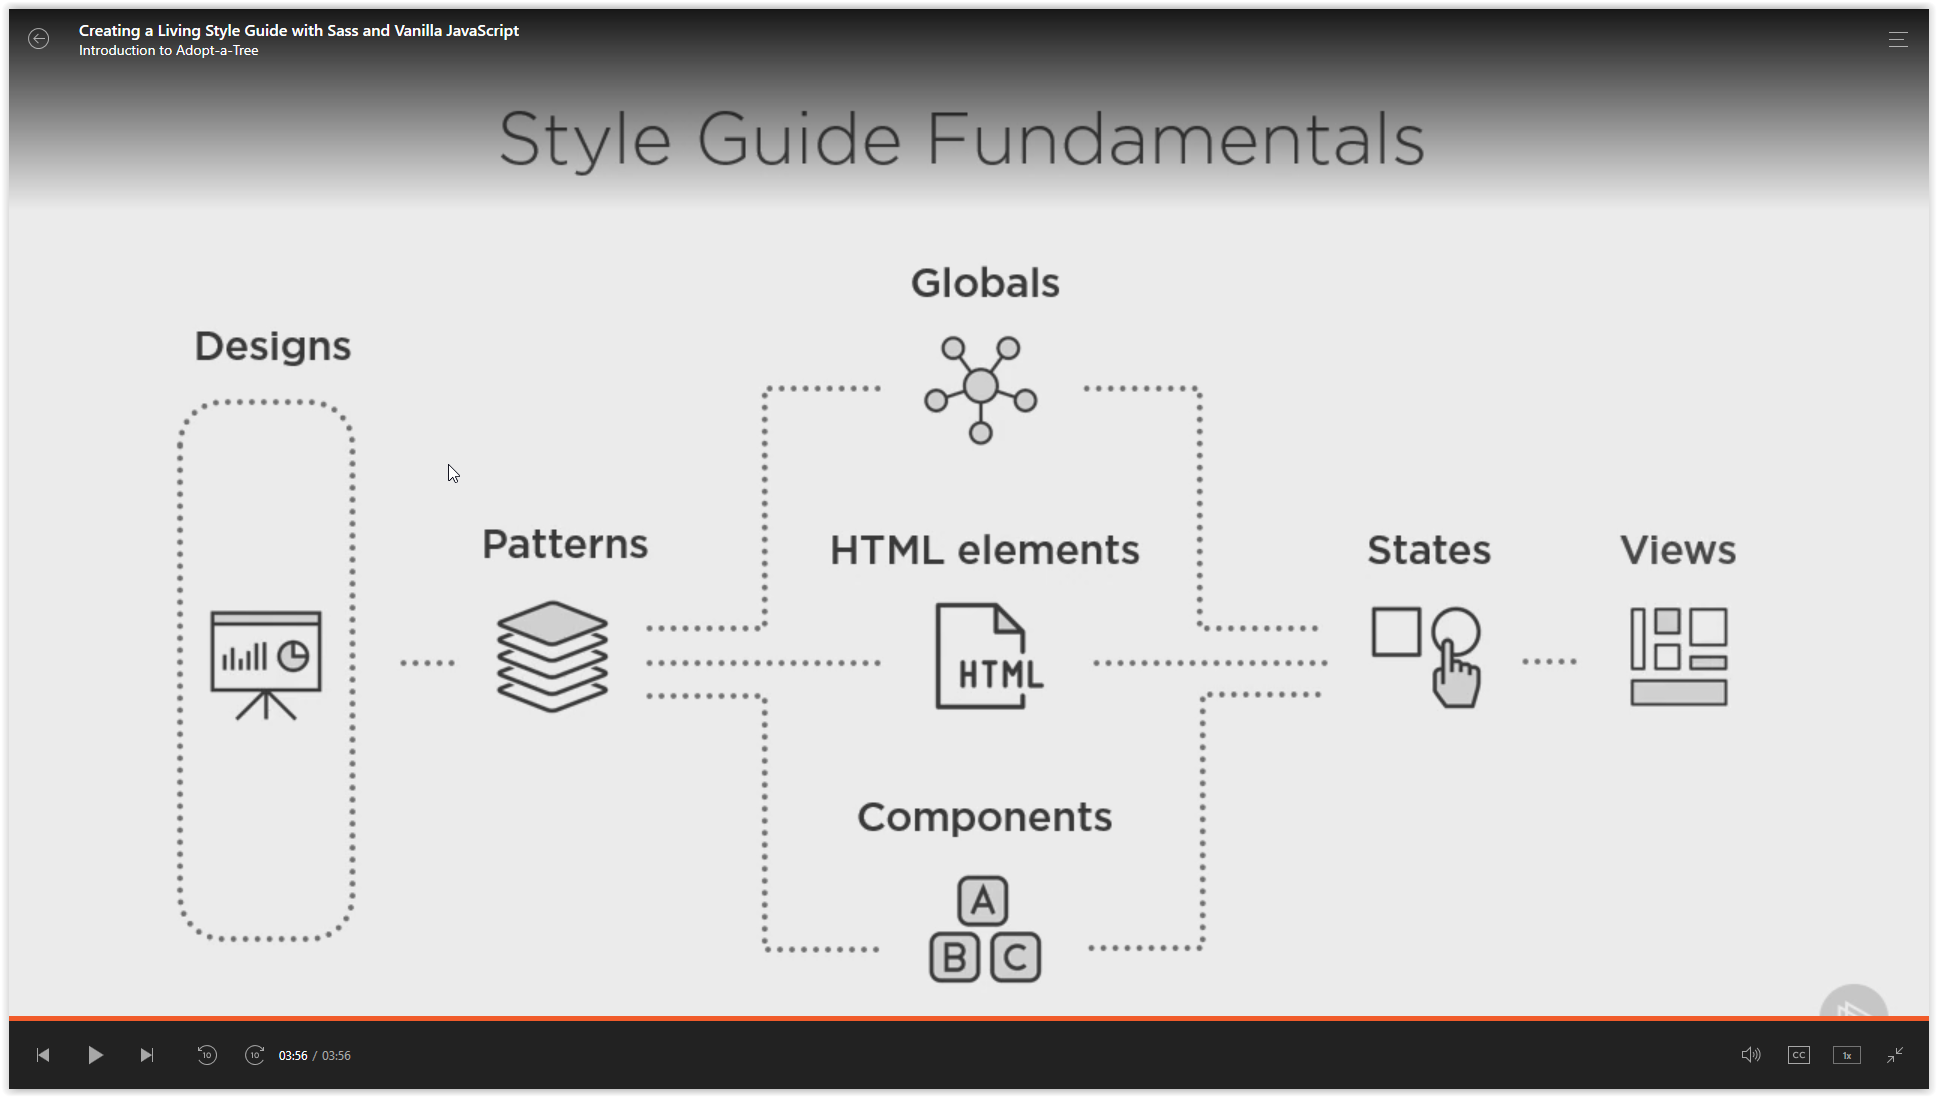 Creating a Living Style Guide with Sass and Vanilla JavaScript
Introduction to Adopt-a-Tree
Style Guide Fundamentals
Globals
Designs
Patterns
HTML elements
States
Views
HTML
Components
A
B C
10
10
03:56 / 03:56
CC
1x